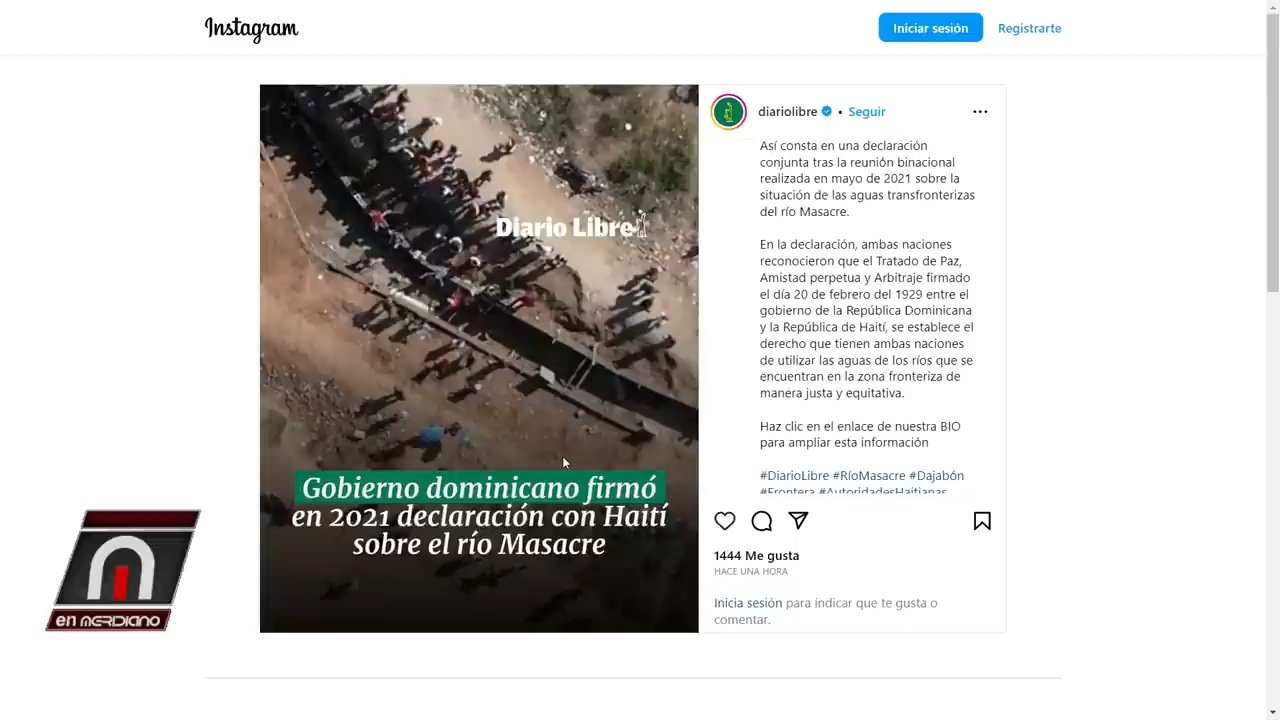 Instagram
Iniciar sesión
Registrarte
Diario Libre
Gobierno dominicano firmó
en 2021 declaración con Haití
sobre el río Masacre
diariolibre • Seguir
Así consta en una declaración
conjunta tras la reunión binacional
realizada en mayo de 2021 sobre la
situación de las aguas transfronterizas
del río Masacre.
En la declaración, ambas naciones
reconocieron que el Tratado de Paz,
Amistad perpetua y Arbitraje firmado
el día 20 de febrero del 1929 entre el
gobierno de la República Dominicana
y la República de Haití, se establece el
derecho que tienen ambas naciones
de utilizar las aguas de los ríos que se
encuentran en la zona fronteriza de
manera justa y equitativa.
Haz clic en el enlace de nuestra BIO
para ampliar esta información
#DiarioLibre #RíoMasacre #Dajabón
#Frontera #AutoridadesHaitianas
1444 Me gusta
HACE UNA HORA
Inicia sesión para indicar que te gusta o
comentar.
en MERIDIANO